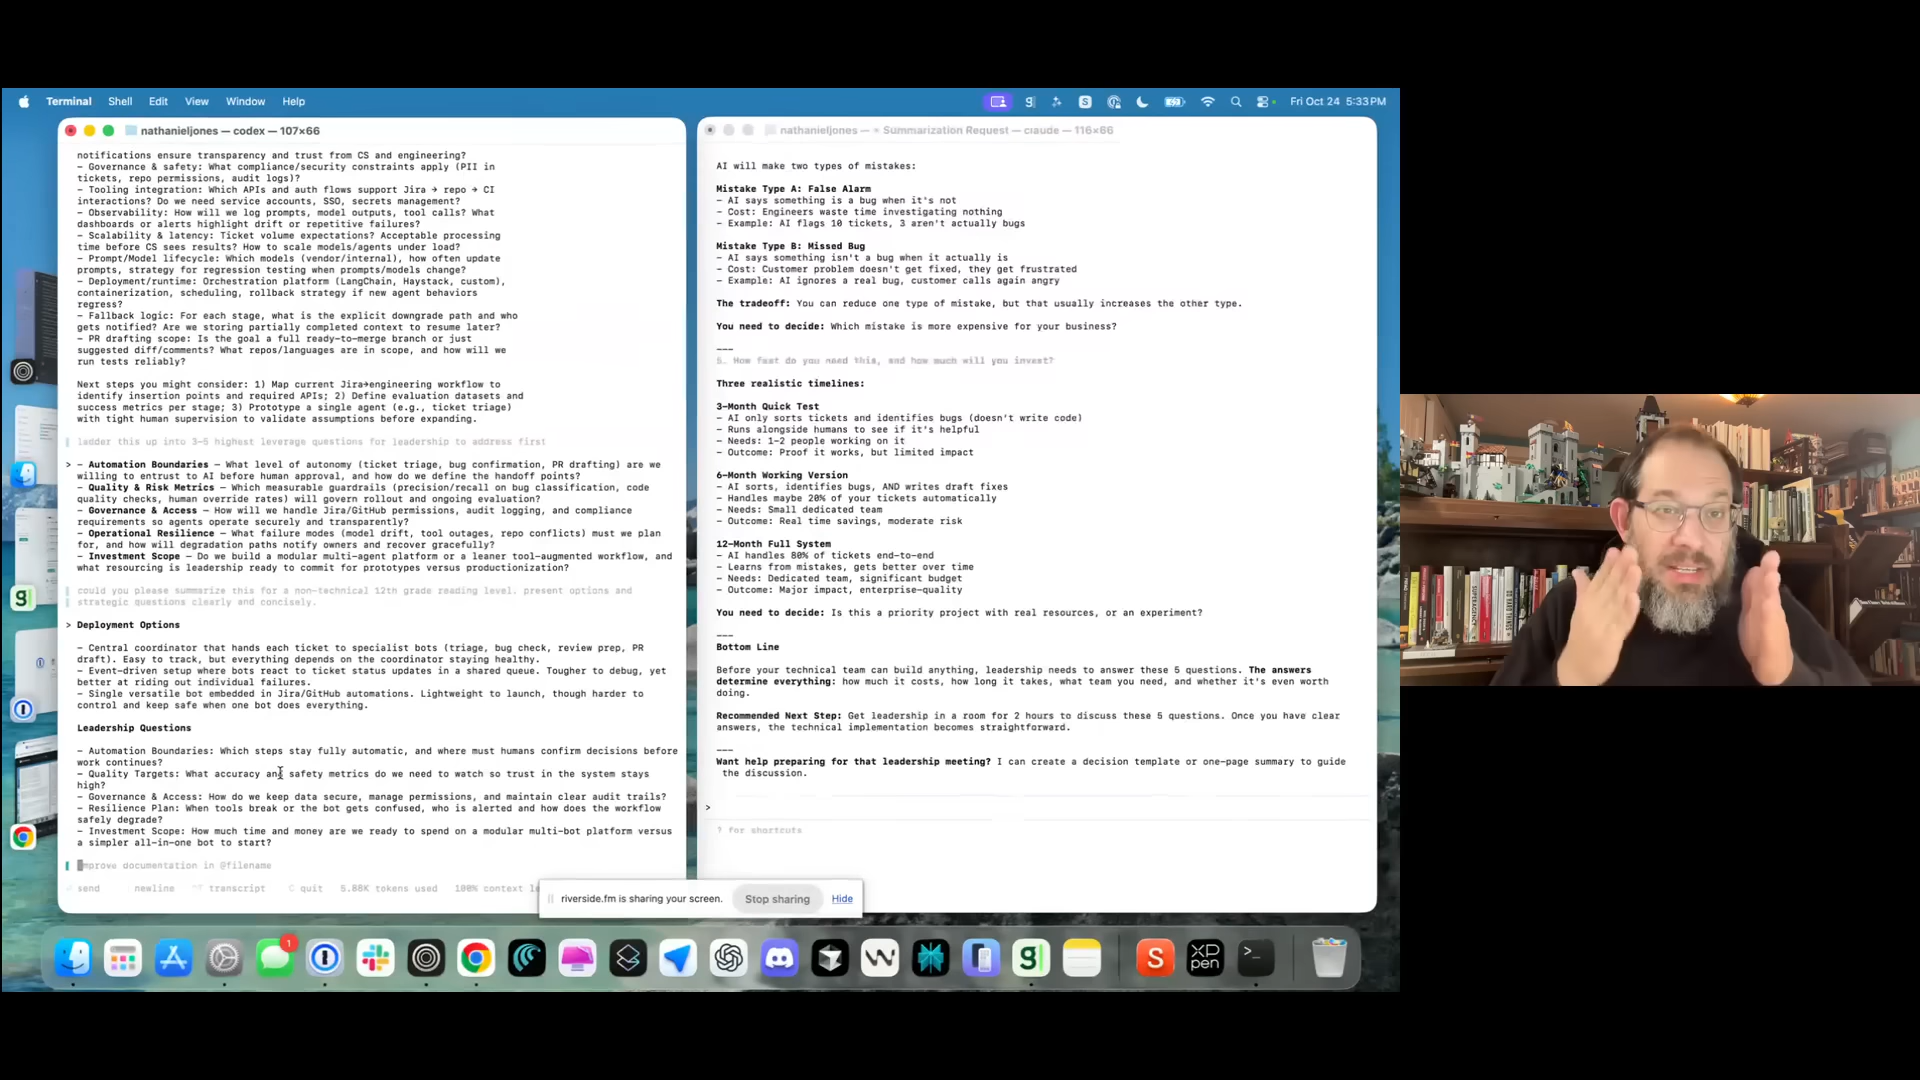 Terminal Shell Edit View Window Help
Fri Oct 24 5:33PM
nathanieljones — codex — 107×66
notifications ensure transparency and trust from CS and engineering?
– Governance & safety: What compliance/security constraints apply (PII in
tickets, repo permissions, audit logs)?
– Tooling integration: Which APIs and auth flows support Jira → repo → CI
interactions? Do we need service accounts, SSO, secrets management?
– Observability: How will we log prompts, model outputs, tool calls? What
dashboards or alerts highlight drift or repetitive failures?
– Scalability & latency: Ticket volume expectations? Acceptable processing
time before CS sees results? How to scale models/agents under load?
– Prompt/Model lifecycle: Which models (vendor/internal), how often update
prompts, strategy for regression testing when prompts/models change?
– Deployment/runtime: Orchestration platform (LangChain, Haystack, custom),
containerization, scheduling, rollback strategy if new agent behaviors
regress?
– Fallback logic: For each stage, what is the explicit downgrade path and who
gets notified? Are we storing partially completed context to resume later?
– PR drafting scope: Is the goal a full ready-to-merge branch or just
suggested diff/comments? What repos/languages are in scope, and how will we
run tests reliably?
Next steps you might consider: 1) Map current Jira→engineering workflow to
identify insertion points and required APIs; 2) Define evaluation datasets and
success metrics per stage; 3) Prototype a single agent (e.g., ticket triage)
with tight human supervision to validate assumptions before expanding.
ladder this up into 3-5 highest leverage questions for leadership to address first
> – Automation Boundaries — What level of autonomy (ticket triage, bug confirmation, PR drafting) are we
willing to entrust to AI before human approval, and how do we define the handoff points?
– Quality & Risk Metrics — Which measurable guardrails (precision/recall on bug classification, code
quality checks, human override rates) will govern rollout and ongoing evaluation?
– Governance & Access — How will we handle Jira/GitHub permissions, audit logging, and compliance
requirements so agents operate securely and transparently?
– Operational Resilience — What failure modes (model drift, tool outages, repo conflicts) must we plan
for, and how will degradation paths notify owners and recover gracefully?
– Investment Scope — Do we build a modular multi-agent platform or a leaner tool-augmented workflow, and
what resourcing is leadership ready to commit for prototypes versus productionization?
could you please summarize this for a non-technical 12th grade reading level. present options and
strategic questions clearly and concisely.
> Deployment Options
– Central coordinator that hands each ticket to specialist bots (triage, bug check, review prep, PR
draft). Easy to track, but everything depends on the coordinator staying healthy.
– Event-driven setup where bots react to ticket status updates in a shared queue. Tougher to debug, yet
better at riding out individual failures.
– Single versatile bot embedded in Jira/GitHub automations. Lightweight to launch, though harder to
control and keep safe when one bot does everything.
Leadership Questions
– Automation Boundaries: Which steps stay fully automatic, and where must humans confirm decisions before
work continues?
– Quality Targets: What accuracy and safety metrics do we need to watch so trust in the system stays
high?
– Governance & Access: How do we keep data secure, manage permissions, and maintain clear audit trails?
– Resilience Plan: When tools break or the bot gets confused, who is alerted and how does the workflow
safely degrade?
– Investment Scope: How much time and money are we ready to spend on a modular multi-bot platform versus
a simpler all-in-one bot to start?
mprove documentation in @filename
send newline transcript C quit 5.88K tokens used 100% context le
nathanieljones — Summarization Request — claude — 116×66
AI will make two types of mistakes:
Mistake Type A: False Alarm
– AI says something is a bug when it's not
– Cost: Engineers waste time investigating nothing
– Example: AI flags 10 tickets, 3 aren't actually bugs
Mistake Type B: Missed Bug
– AI says something isn't a bug when it actually is
– Cost: Customer problem doesn't get fixed, they get frustrated
– Example: AI ignores a real bug, customer calls again angry
The tradeoff: You can reduce one type of mistake, but that usually increases the other type.
You need to decide: Which mistake is more expensive for your business?
———
5. How fast do you need this, and how much will you invest?
Three realistic timelines:
3-Month Quick Test
– AI only sorts tickets and identifies bugs (doesn't write code)
– Runs alongside humans to see if it's helpful
– Needs: 1-2 people working on it
– Outcome: Proof it works, but limited impact
6-Month Working Version
– AI sorts, identifies bugs, AND writes draft fixes
– Handles maybe 20% of your tickets automatically
– Needs: Small dedicated team
– Outcome: Real time savings, moderate risk
12-Month Full System
– AI handles 80% of tickets end-to-end
– Learns from mistakes, gets better over time
– Needs: Dedicated team, significant budget
– Outcome: Major impact, enterprise-quality
You need to decide: Is this a priority project with real resources, or an experiment?
———
Bottom Line
Before your technical team can build anything, leadership needs to answer these 5 questions. The answers
determine everything: how much it costs, how long it takes, what team you need, and whether it's even worth
doing.
Recommended Next Step: Get leadership in a room for 2 hours to discuss these 5 questions. Once you have clear
answers, the technical implementation becomes straightforward.
———
Want help preparing for that leadership meeting? I can create a decision template or one-page summary to guide
the discussion.
>
? for shortcuts
riverside.fm is sharing your screen. Stop sharing Hide
1
S
XP
pen